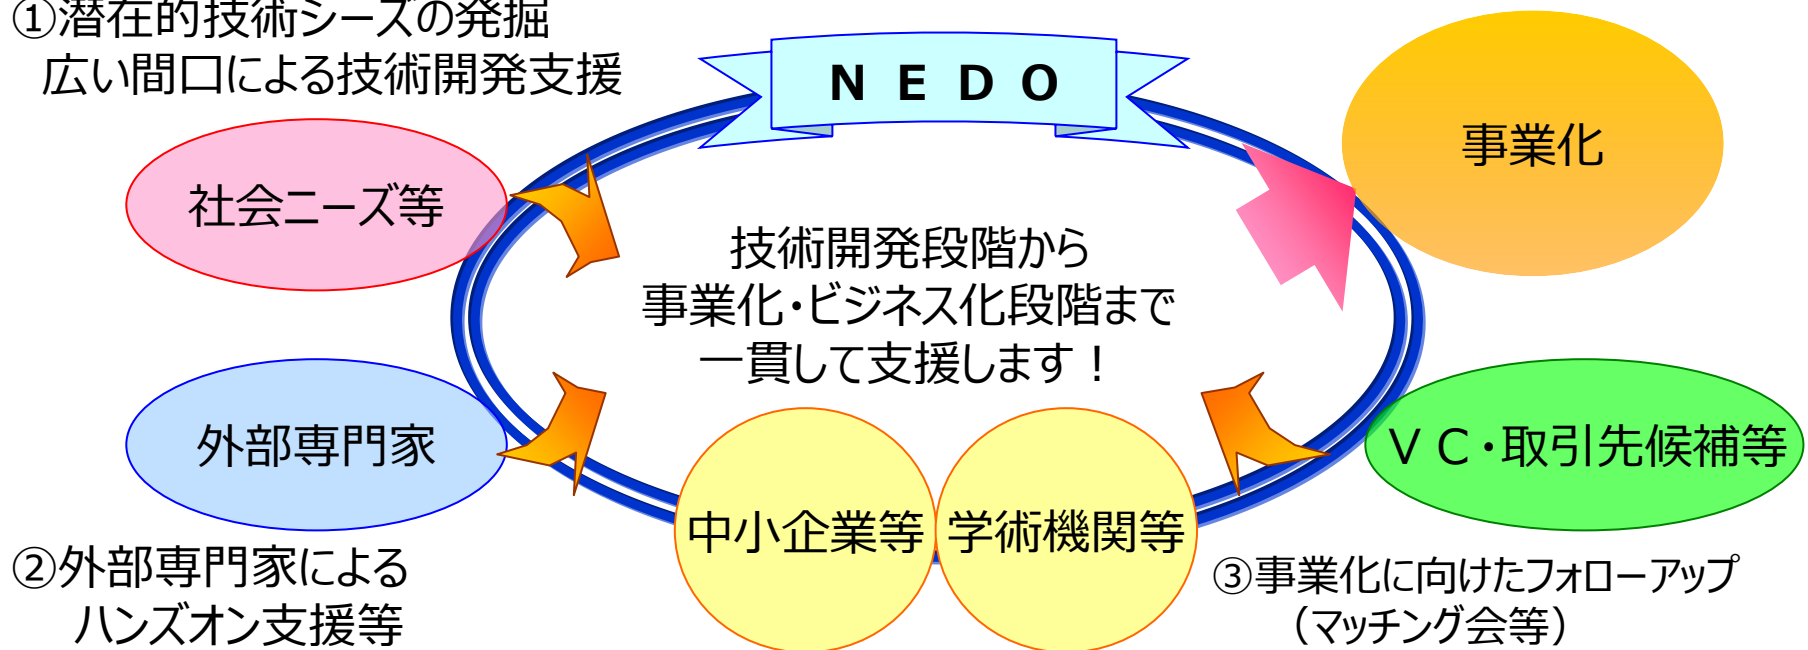 ①潜在的技術シーズの発掘
広い間口による技術開発支援
ＮＥＤＯ
事業化
社会ニーズ等
技術開発段階から
事業化・ビジネス化段階まで
一貫して支援します！
外部専門家
ＶＣ・取引先候補等
中小企業等
学術機関等
②外部専門家による
ハンズオン支援等
③事業化に向けたフォローアップ
（マッチング会等）